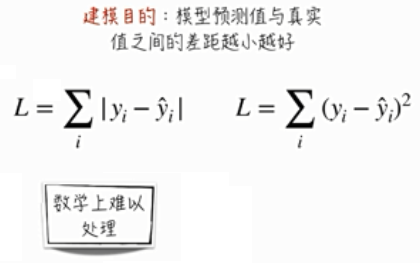 建模目的：模型预测值与真实
值之间的差距越小越好
L = ∑_i |y_i − ŷ_i|    L = ∑_i (y_i − ŷ_i)²
数学上难以
处理